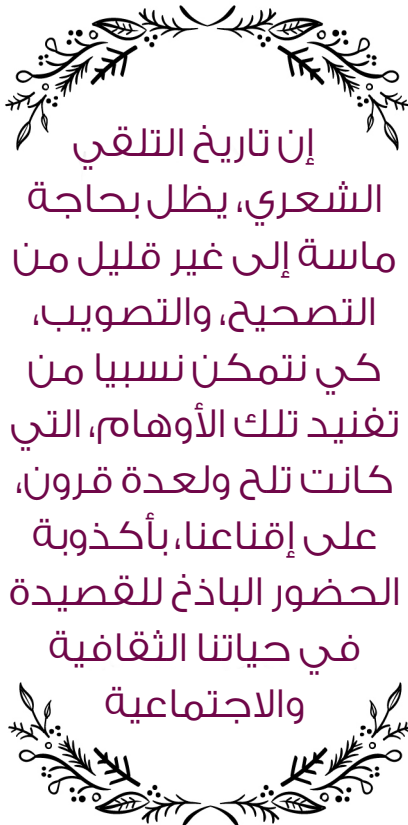 إن تاريخ التلقي
الشعري، يظل بحاجة
ماسة إلى غير قليل من
التصحيح، والتصويب،
كي نتمكن نسبيا من
تفنيد تلك الأوهام، التي
كانت تلح ولعدة قرون،
على إقناعنا، بأكذوبة
الحضور الباذخ للقصيدة
في حياتنا الثقافية
والاجتماعية